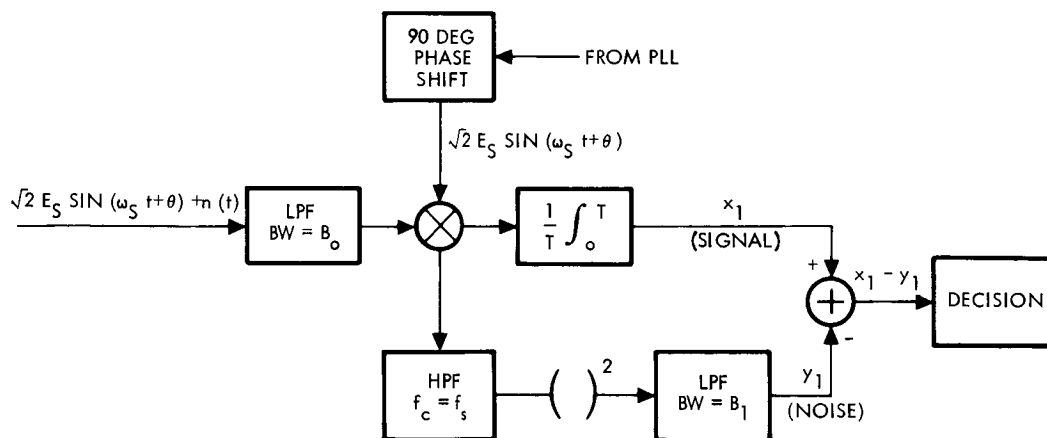 90 DEG
PHASE
SHIFT
FROM PLL
√2 E_S SIN (ω_S t+θ)
√2 E_S SIN (ω_S t+θ) +n (t)
LPF
BW = B_o
1/T ∫_o^T
x_1
(SIGNAL)
+
x_1 - y_1
DECISION
-
HPF
f_c = f_s
( )^2
LPF
BW = B_1
y_1
(NOISE)